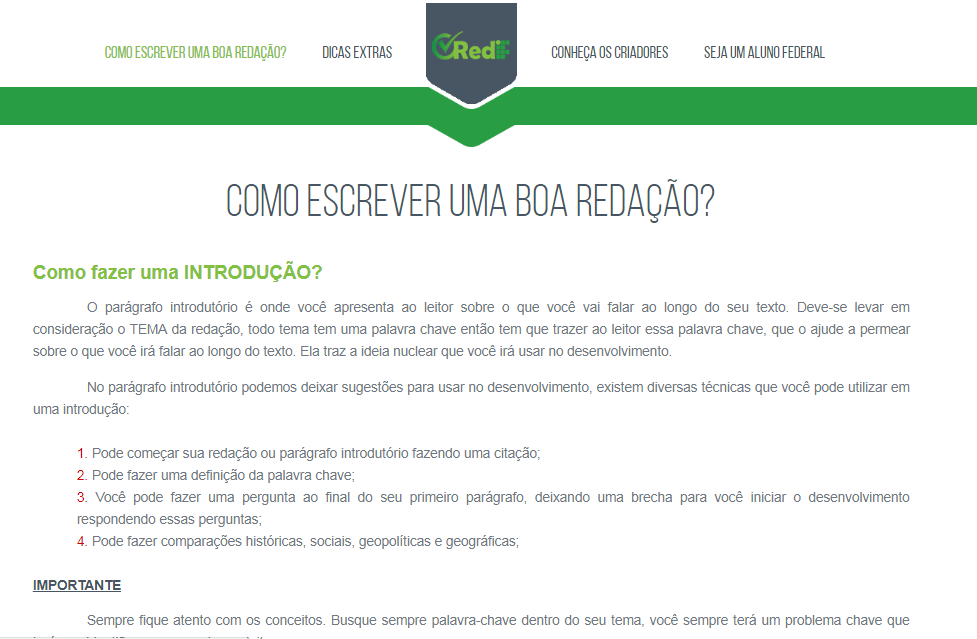 COMO ESCREVER UMA BOA REDAÇÃO? DICAS EXTRAS RedIF CONHEÇA OS CRIADORES SEJA UM ALUNO FEDERAL
COMO ESCREVER UMA BOA REDAÇÃO?
Como fazer uma INTRODUÇÃO?
O parágrafo introdutório é onde você apresenta ao leitor sobre o que você vai falar ao longo do seu texto. Deve-se levar em
consideração o TEMA da redação, todo tema tem uma palavra chave então tem que trazer ao leitor essa palavra chave, que o ajude a permear
sobre o que você irá falar ao longo do texto. Ela traz a ideia nuclear que você irá usar no desenvolvimento.
No parágrafo introdutório podemos deixar sugestões para usar no desenvolvimento, existem diversas técnicas que você pode utilizar em
uma introdução:
1. Pode começar sua redação ou parágrafo introdutório fazendo uma citação;
2. Pode fazer uma definição da palavra chave;
3. Você pode fazer uma pergunta ao final do seu primeiro parágrafo, deixando uma brecha para você iniciar o desenvolvimento
respondendo essas perguntas;
4. Pode fazer comparações históricas, sociais, geopolíticas e geográficas;
IMPORTANTE
Sempre fique atento com os conceitos. Busque sempre palavra-chave dentro do seu tema, você sempre terá um problema chave que